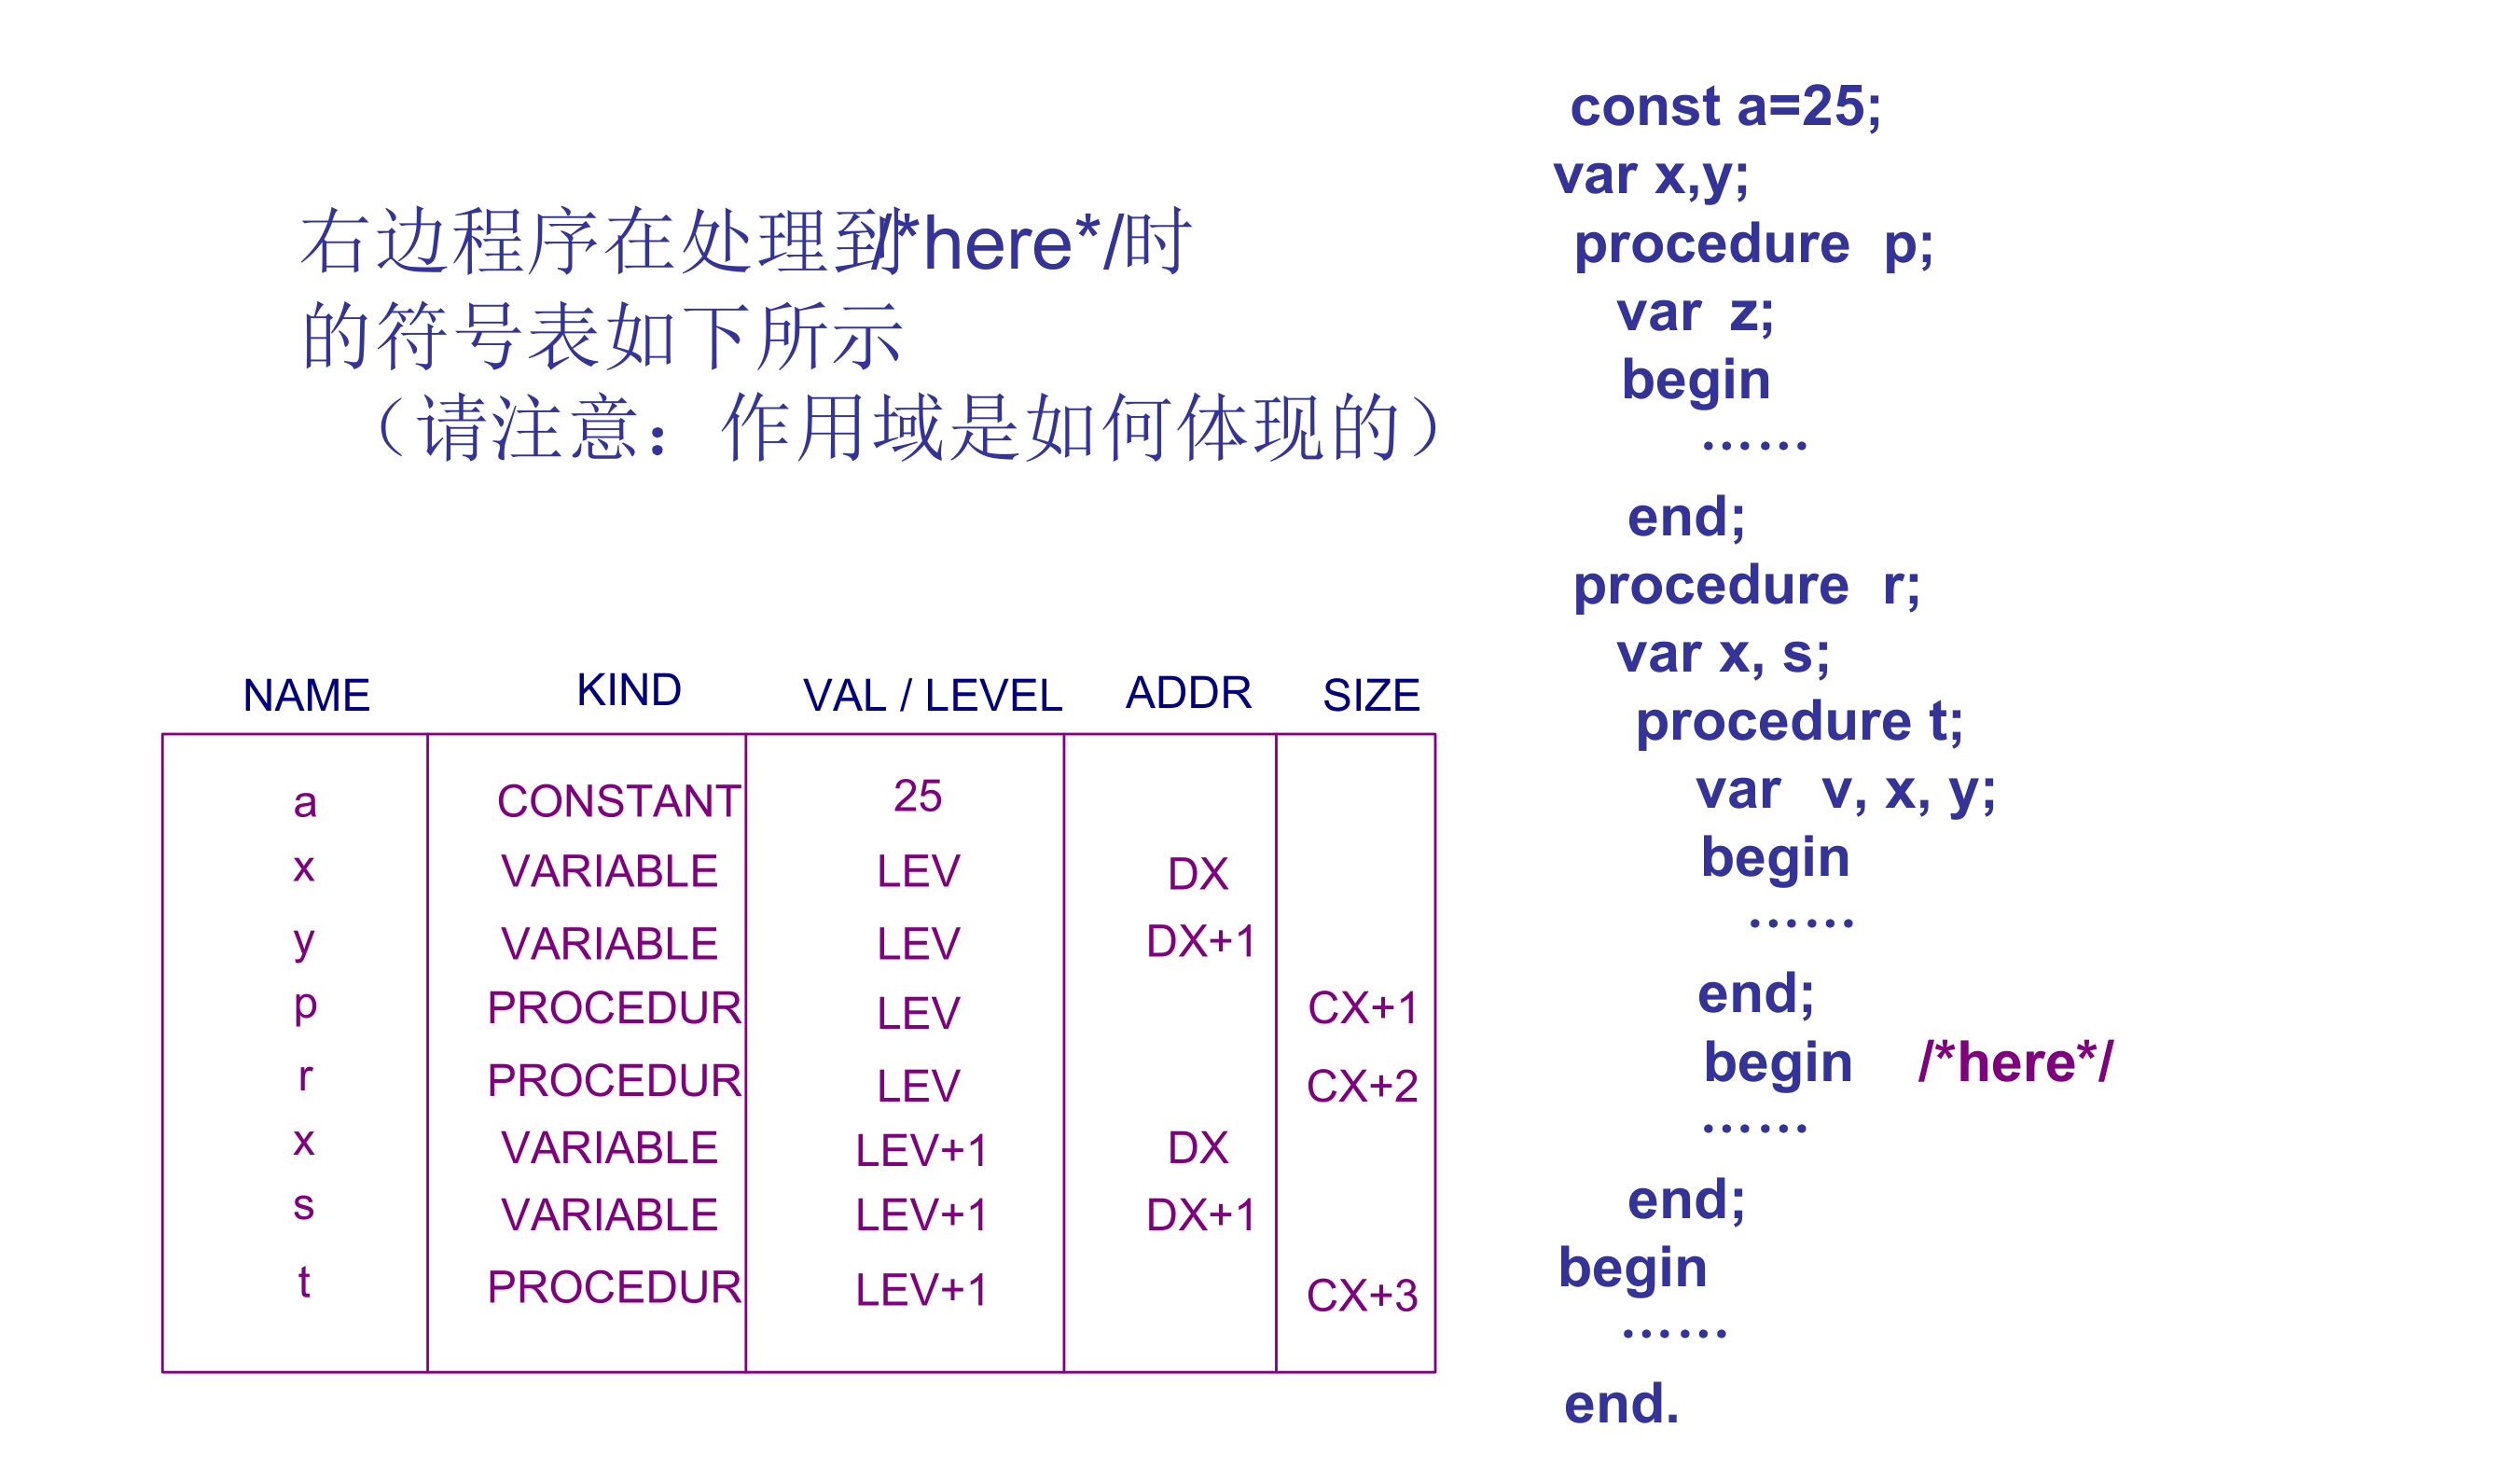 右边程序在处理到/*here*/时
的符号表如下所示
（请注意： 作用域是如何体现的）
NAME KIND VAL / LEVEL ADDR SIZE
a CONSTANT 25
x VARIABLE LEV DX
y VARIABLE LEV DX+1
p PROCEDUR LEV CX+1
r PROCEDUR LEV CX+2
x VARIABLE LEV+1 DX
s VARIABLE LEV+1 DX+1
t PROCEDUR LEV+1 CX+3
const a=25;
var x,y;
procedure p;
var z;
begin
……
end;
procedure r;
var x, s;
procedure t;
var v, x, y;
begin
……
end;
begin /*here*/
……
end;
begin
……
end.